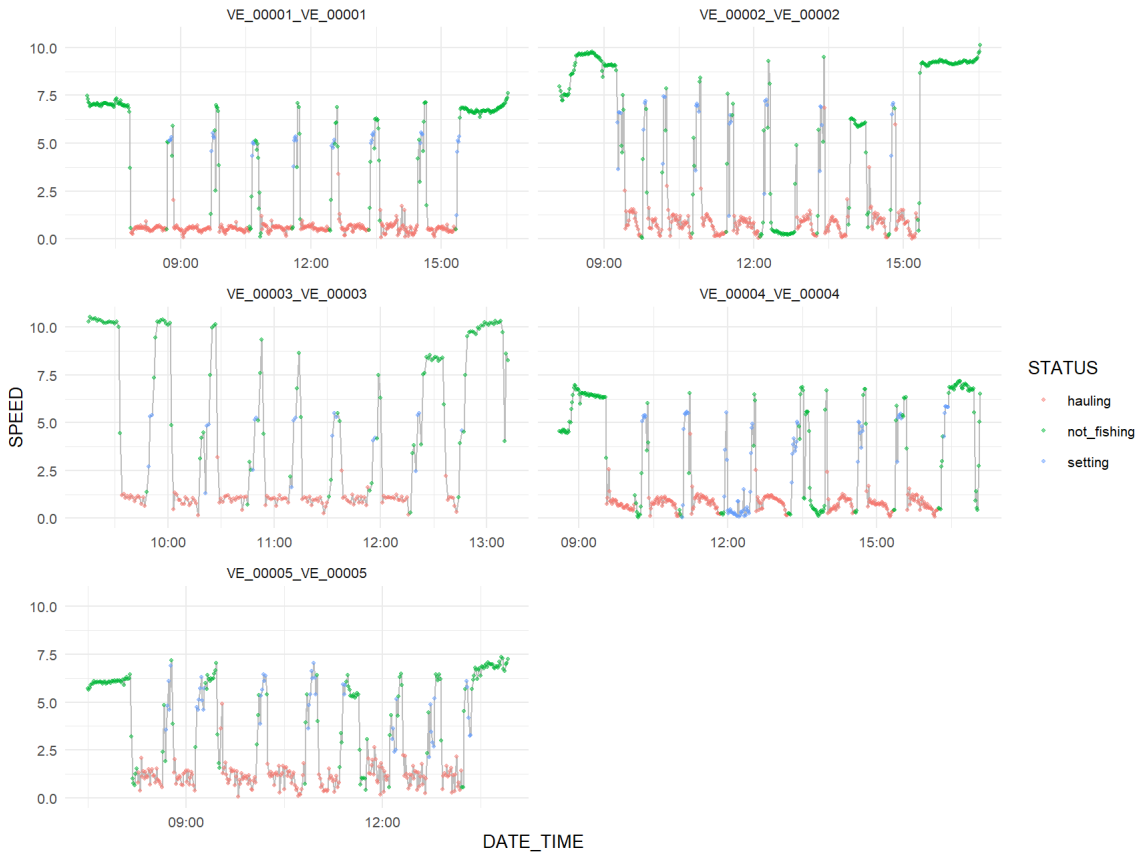 VE_00001_VE_00001
VE_00002_VE_00002
10.0
7.5
5.0
2.5
0.0
09:00 12:00 15:00
09:00 12:00 15:00
VE_00003_VE_00003
VE_00004_VE_00004
10.0
7.5
5.0
2.5
0.0
10:00 11:00 12:00 13:00
09:00 12:00 15:00
VE_00005_VE_00005
10.0
7.5
5.0
2.5
0.0
09:00 12:00
SPEED
DATE_TIME
STATUS
hauling
not_fishing
setting